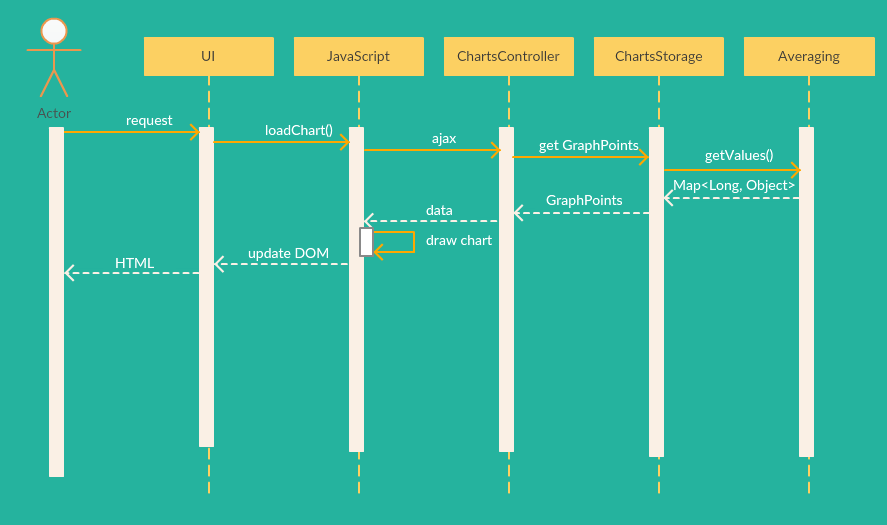 UI
JavaScript
ChartsController
ChartsStorage
Averaging
Actor
request
loadChart()
ajax
get GraphPoints
getValues()
Map<Long, Object>
GraphPoints
data
draw chart
update DOM
HTML